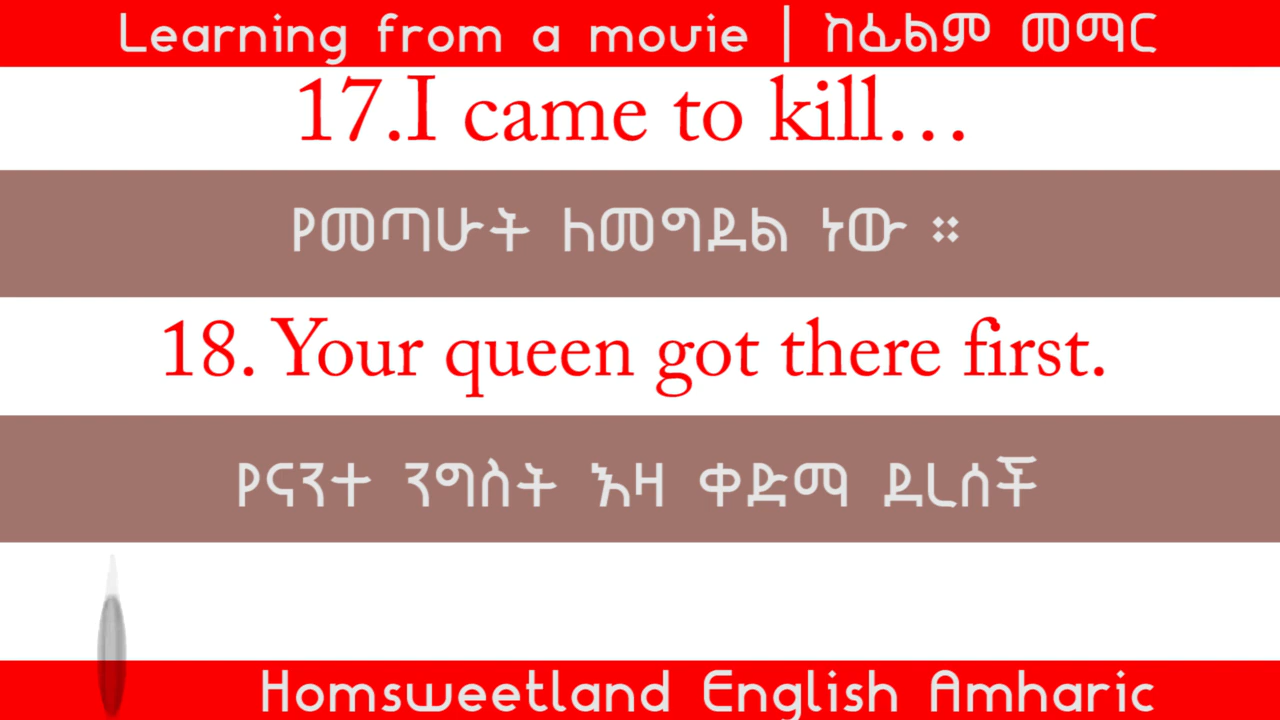 Learning from a movie | ከፊልም መማር
17.I came to kill...
የመጣሁት ለመግደል ነው ።
18. Your queen got there first.
የናንተ ንግስት እዛ ቀድማ ደረሰች
Homsweetland English Amharic